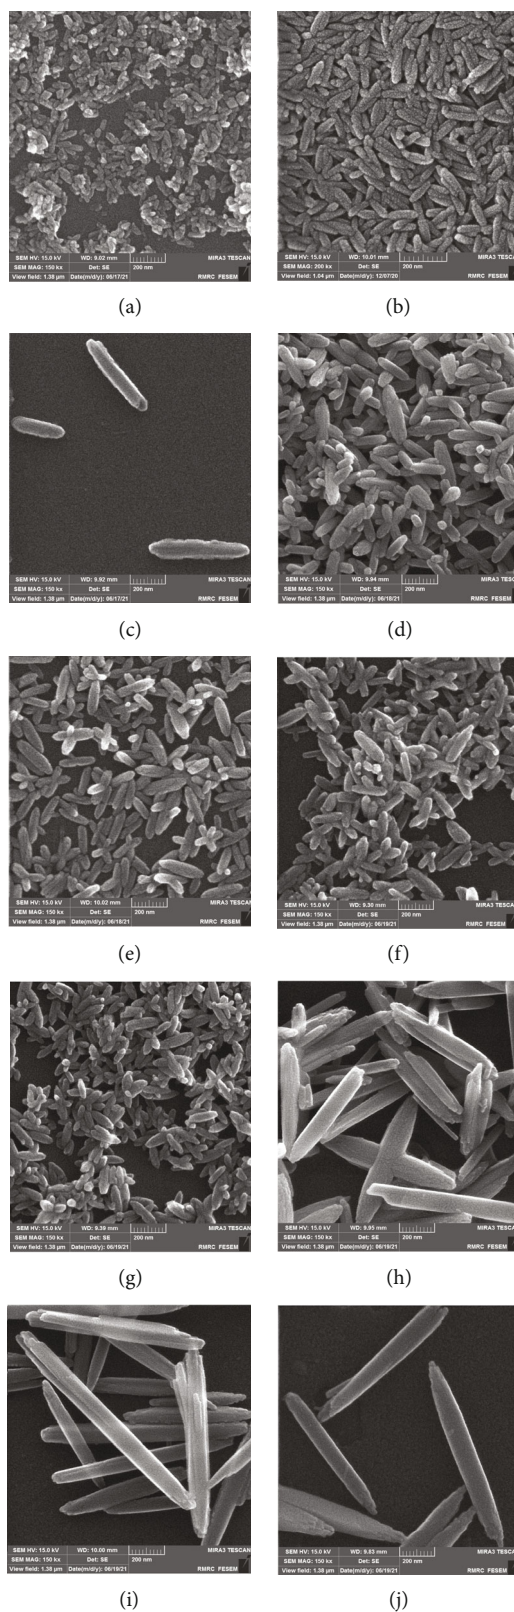 SEM HV: 15.0 kV WD: 9.02 mm MIRA3 TESCAN
SEM MAG: 150 kx Det: SE 200 nm
View field: 1.38 µm Date(m/d/y): 06/17/21 RMRC FESEM
(a)
SEM HV: 15.0 kV WD: 10.01 mm MIRA3 TESCAN
SEM MAG: 200 kx Det: SE 200 nm
View field: 1.04 µm Date(m/d/y): 12/07/20 RMRC FESEM
(b)
SEM HV: 15.0 kV WD: 9.92 mm MIRA3 TESCAN
SEM MAG: 150 kx Det: SE 200 nm
View field: 1.38 µm Date(m/d/y): 06/17/21 RMRC FESEM
(c)
SEM HV: 15.0 kV WD: 9.94 mm MIRA3 TESCAN
SEM MAG: 150 kx Det: SE 200 nm
View field: 1.38 µm Date(m/d/y): 06/18/21 RMRC FESEM
(d)
SEM HV: 15.0 kV WD: 10.02 mm MIRA3 TESCAN
SEM MAG: 150 kx Det: SE 200 nm
View field: 1.38 µm Date(m/d/y): 06/18/21 RMRC FESEM
(e)
SEM HV: 15.0 kV WD: 9.30 mm MIRA3 TESCAN
SEM MAG: 150 kx Det: SE 200 nm
View field: 1.38 µm Date(m/d/y): 06/19/21 RMRC FESEM
(f)
SEM HV: 15.0 kV WD: 9.39 mm MIRA3 TESCAN
SEM MAG: 150 kx Det: SE 200 nm
View field: 1.38 µm Date(m/d/y): 06/19/21 RMRC FESEM
(g)
SEM HV: 15.0 kV WD: 9.95 mm MIRA3 TESCAN
SEM MAG: 150 kx Det: SE 200 nm
View field: 1.38 µm Date(m/d/y): 06/19/21 RMRC FESEM
(h)
SEM HV: 15.0 kV WD: 10.00 mm MIRA3 TESCAN
SEM MAG: 150 kx Det: SE 200 nm
View field: 1.38 µm Date(m/d/y): 06/19/21 RMRC FESEM
(i)
SEM HV: 15.0 kV WD: 9.83 mm MIRA3 TESCAN
SEM MAG: 150 kx Det: SE 200 nm
View field: 1.38 µm Date(m/d/y): 06/19/21 RMRC FESEM
(j)